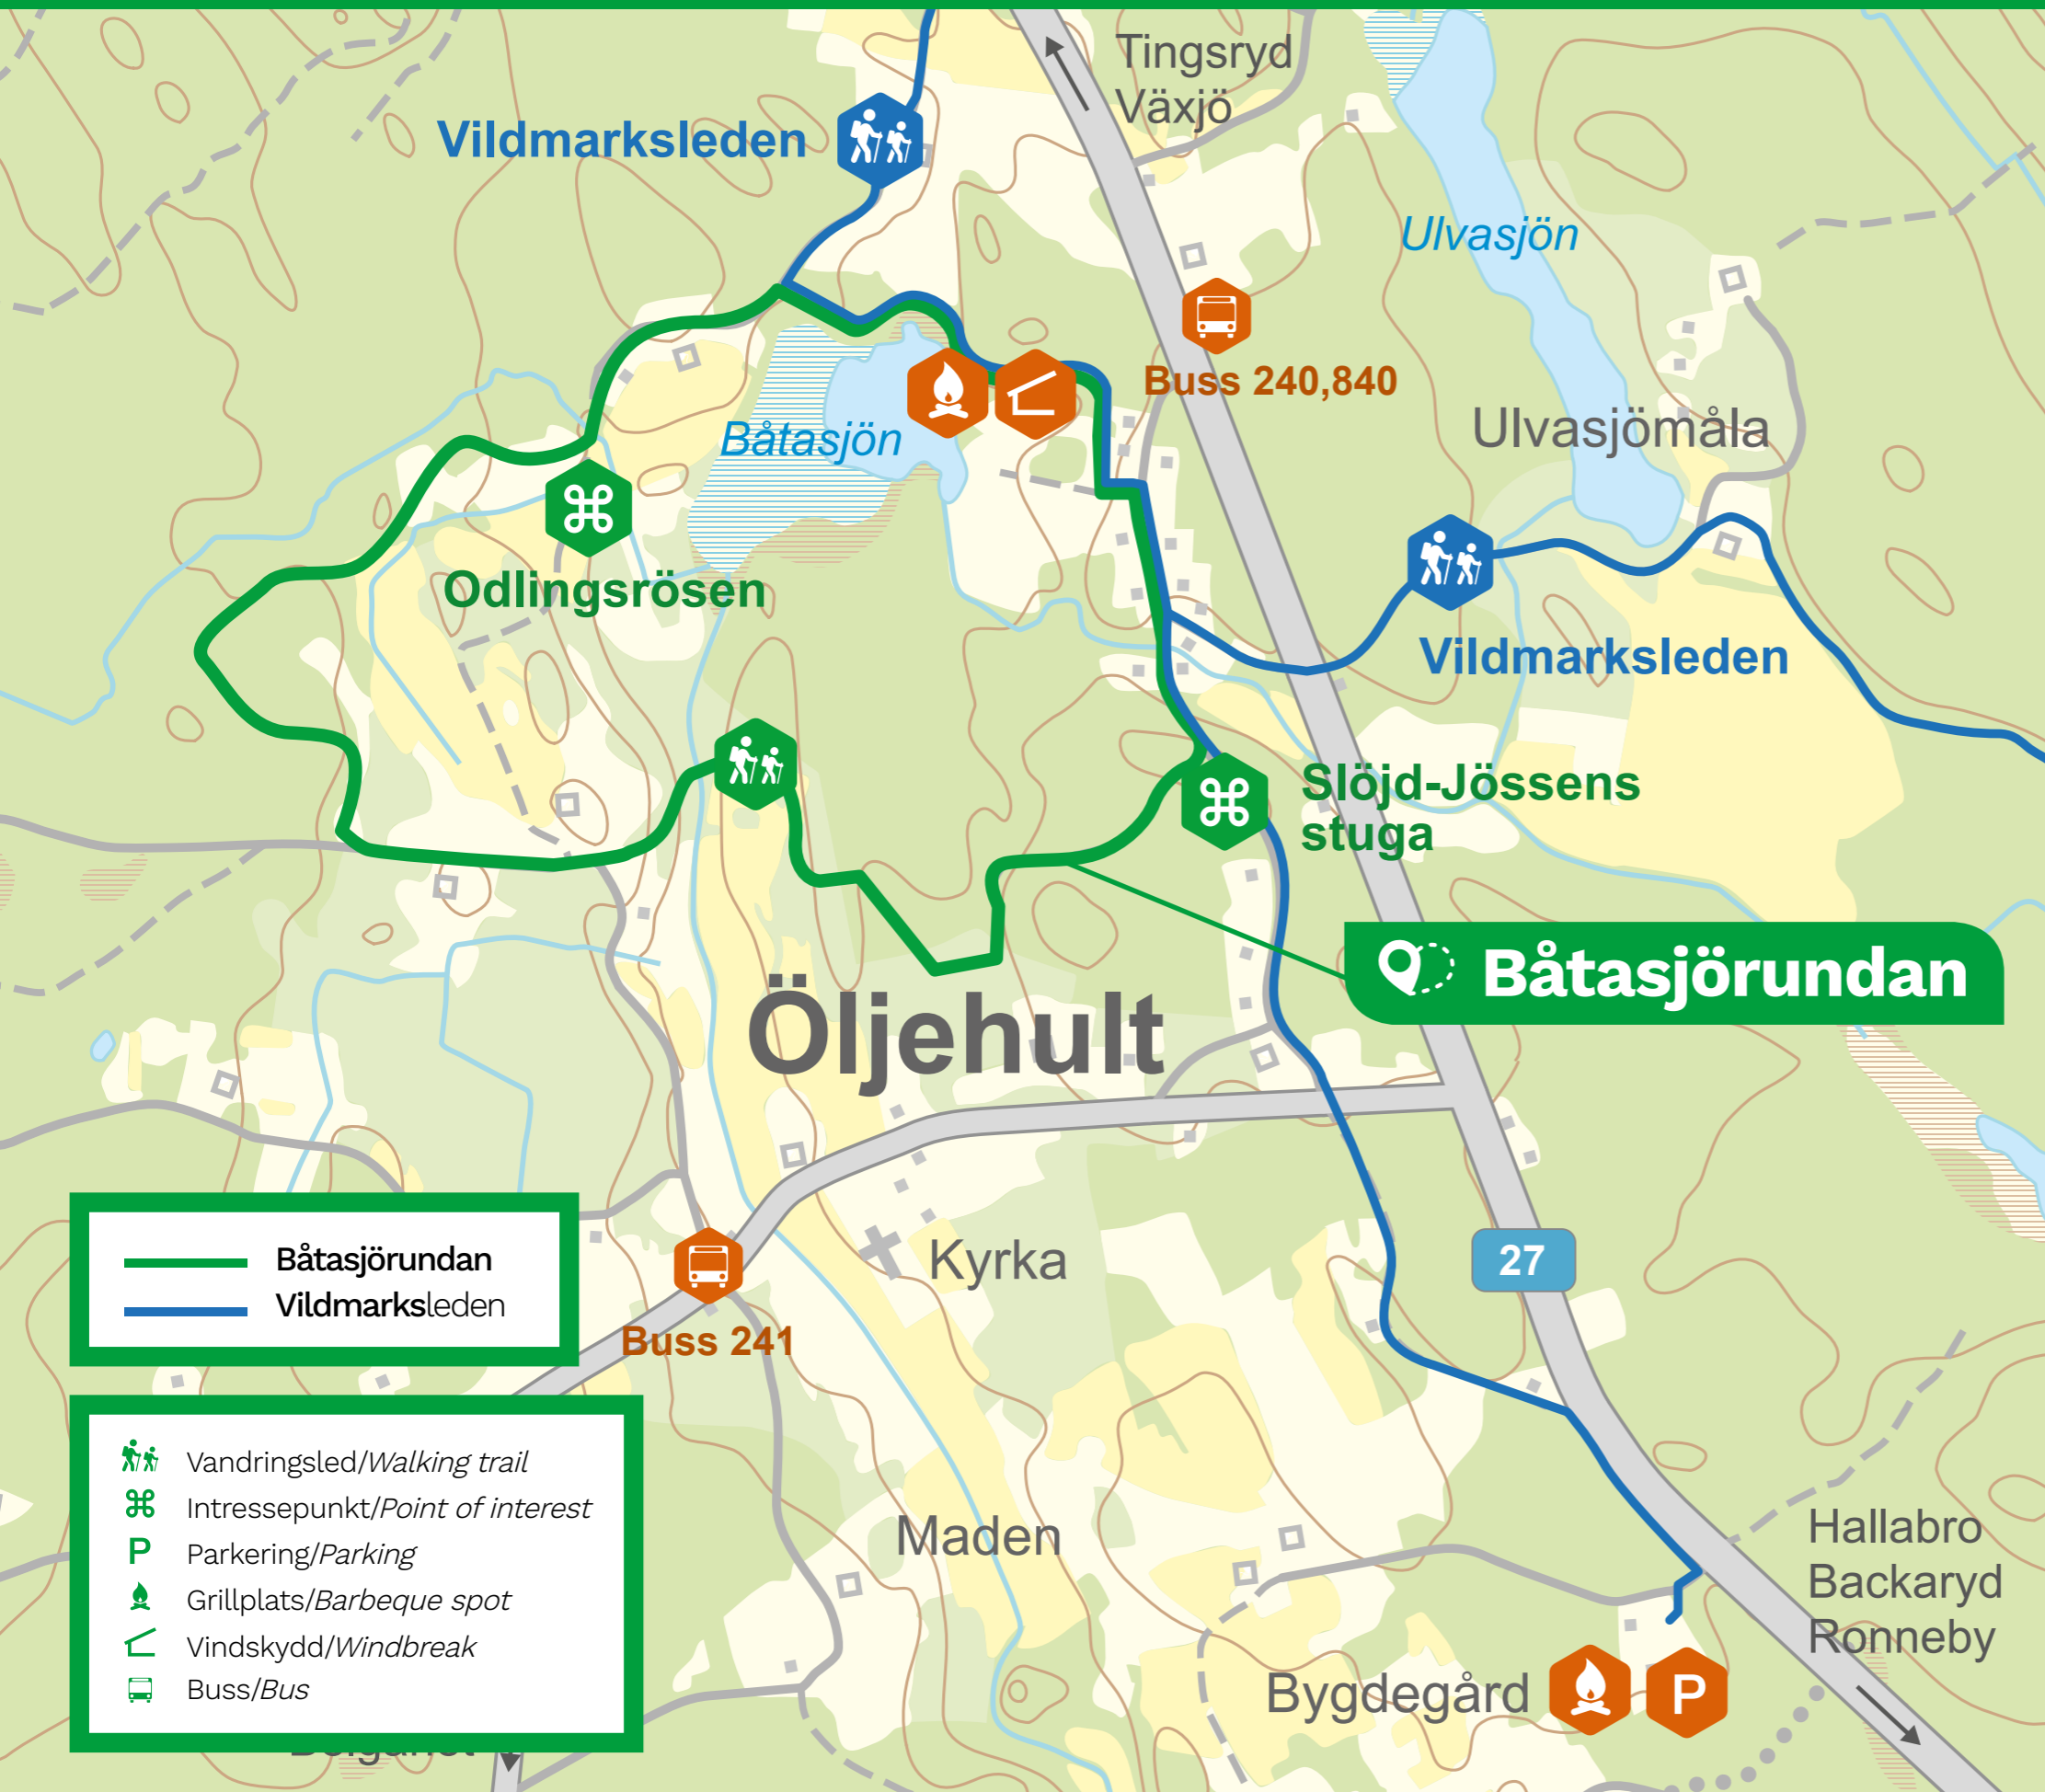 Tingsryd
Växjö
Vildmarksleden
Ulvasjön
Buss 240,840
Ulvasjömåla
Båtasjön
Odlingsrösen
Vildmarksleden
Slöjd-Jössens
stuga
Båtasjörundan
Öljehult
Kyrka
27
Buss 241
Båtasjörundan
Vildmarksleden
Vandringsled/Walking trail
Intressepunkt/Point of interest
P Parkering/Parking
Grillplats/Barbeque spot
Vindskydd/Windbreak
Buss/Bus
Maden
Hallabro
Backaryd
Ronneby
Bygdegård
P